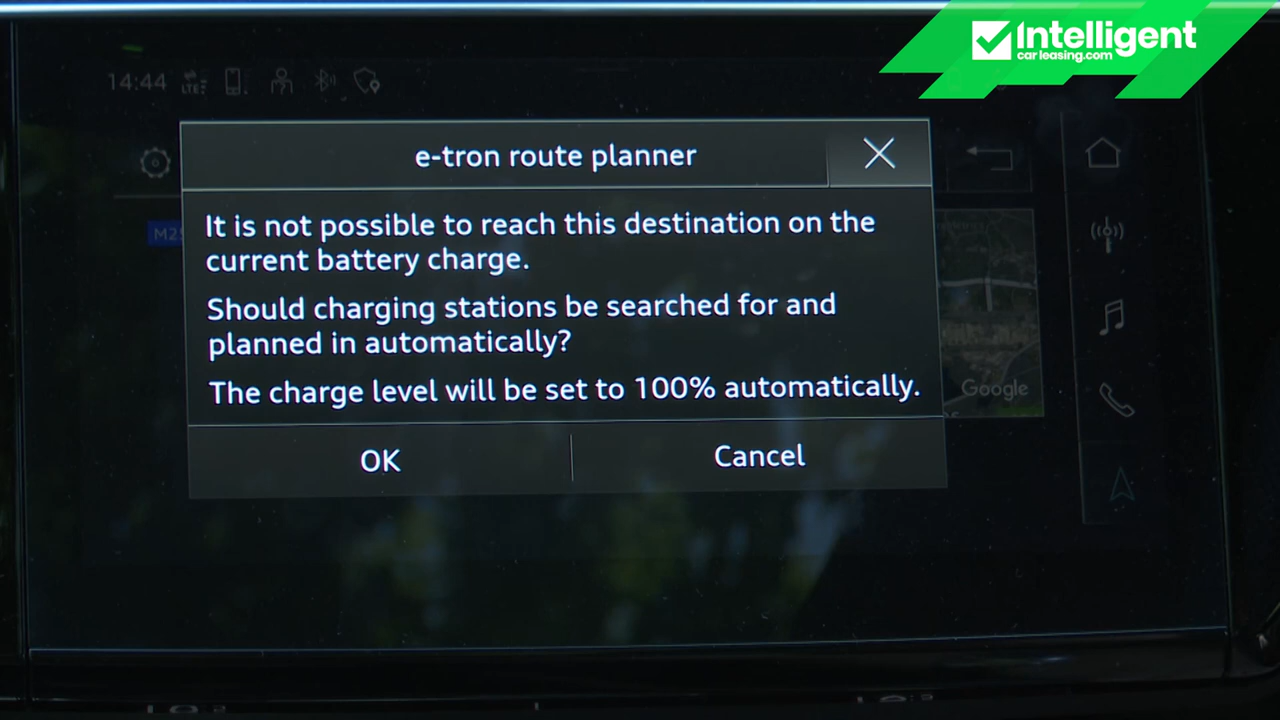 Intelligent
carleasing.com
14:44
LTE
e-tron route planner
It is not possible to reach this destination on the
current battery charge.
Should charging stations be searched for and
planned in automatically?
The charge level will be set to 100% automatically.
Google
OK
Cancel